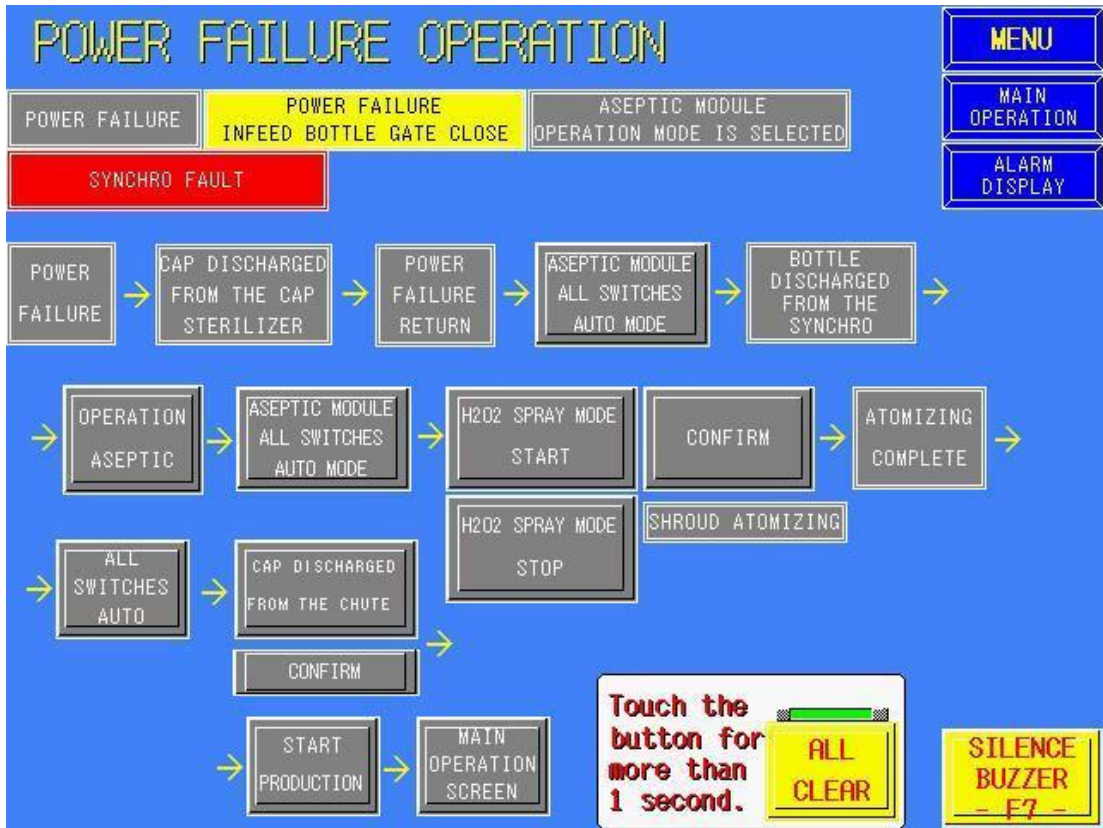 POWER FAILURE OPERATION
MENU
MAIN
OPERATION
ALARM
DISPLAY
POWER FAILURE
POWER FAILURE
INFEED BOTTLE GATE CLOSE
ASEPTIC MODULE
OPERATION MODE IS SELECTED
SYNCHRO FAULT
POWER
FAILURE
CAP DISCHARGED
FROM THE CAP
STERILIZER
POWER
FAILURE
RETURN
ASEPTIC MODULE
ALL SWITCHES
AUTO MODE
BOTTLE
DISCHARGED
FROM THE
SYNCHRO
OPERATION
ASEPTIC
ASEPTIC MODULE
ALL SWITCHES
AUTO MODE
H2O2 SPRAY MODE
START
CONFIRM
ATOMIZING
COMPLETE
H2O2 SPRAY MODE
STOP
SHROUD ATOMIZING
ALL
SWITCHES
AUTO
CAP DISCHARGED
FROM THE CHUTE
CONFIRM
START
PRODUCTION
MAIN
OPERATION
SCREEN
Touch the
button for
more than
1 second.
ALL
CLEAR
SILENCE
BUZZER
- F7 -